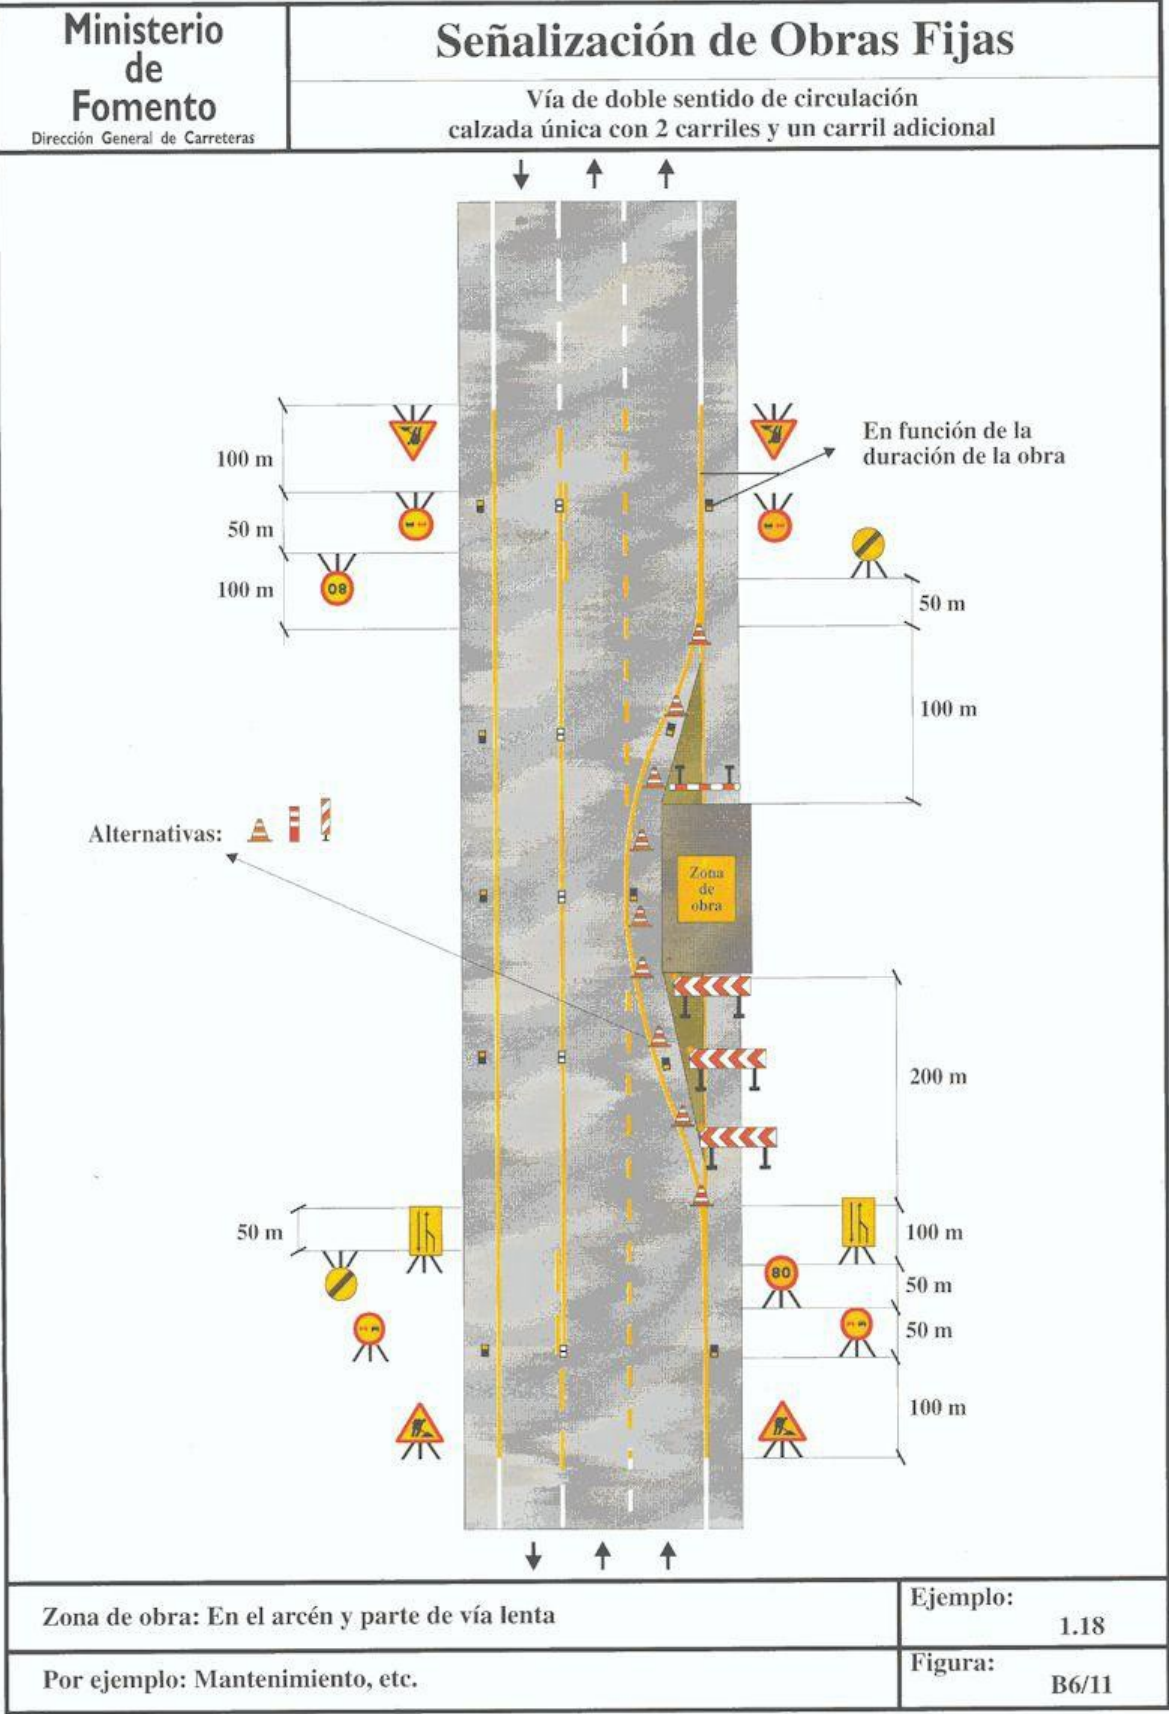 Ministerio
de
Fomento
Dirección General de Carreteras
Señalización de Obras Fijas
Vía de doble sentido de circulación
calzada única con 2 carriles y un carril adicional
100 m
50 m
100 m
80
En función de la
duración de la obra
50 m
100 m
Alternativas:
Zona
de
obra
200 m
50 m
100 m
80
50 m
50 m
100 m
Zona de obra: En el arcén y parte de vía lenta
Ejemplo:
1.18
Por ejemplo: Mantenimiento, etc.
Figura:
B6/11